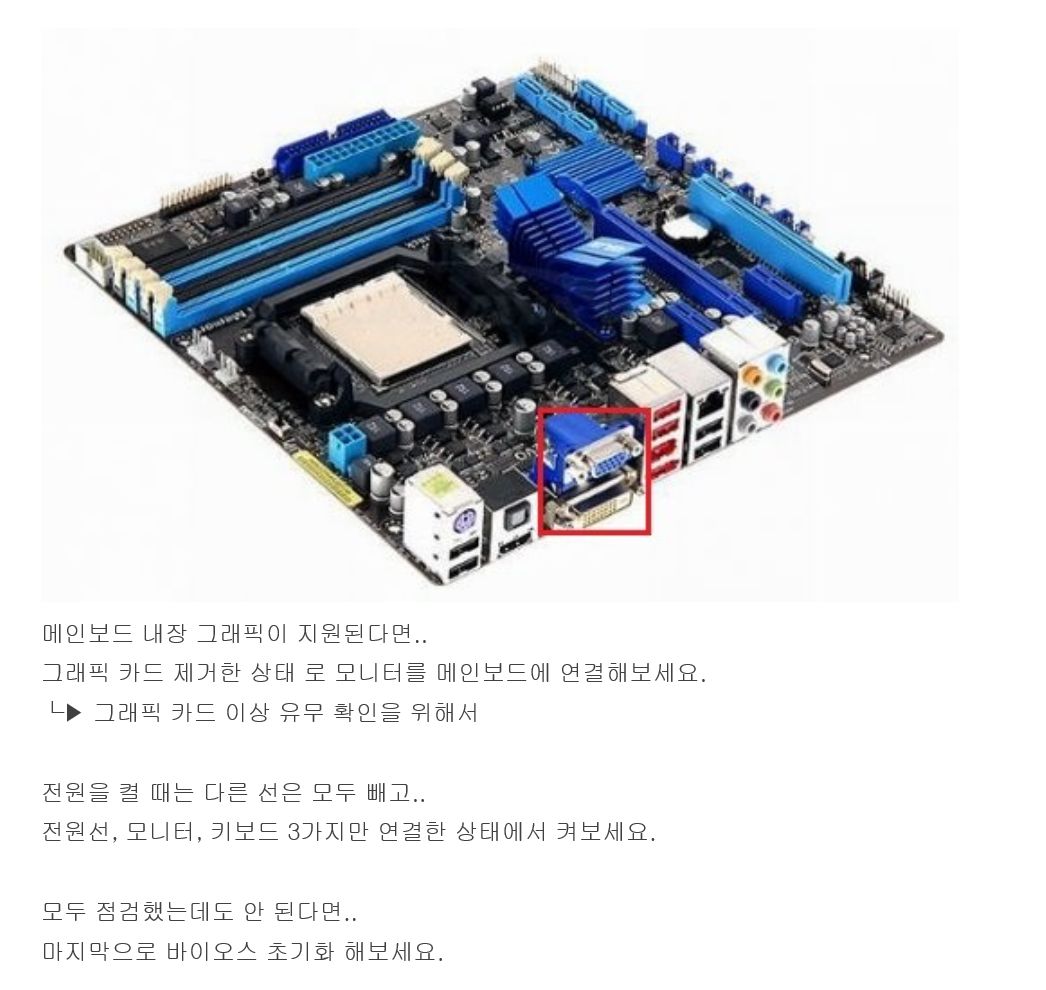 메인보드 내장 그래픽이 지원된다면..
그래픽 카드 제거한 상태 로 모니터를 메인보드에 연결해보세요.
└▶ 그래픽 카드 이상 유무 확인을 위해서
전원을 켤 때는 다른 선은 모두 빼고..
전원선, 모니터, 키보드 3가지만 연결한 상태에서 켜보세요.
모두 점검했는데도 안 된다면..
마지막으로 바이오스 초기화 해보세요.